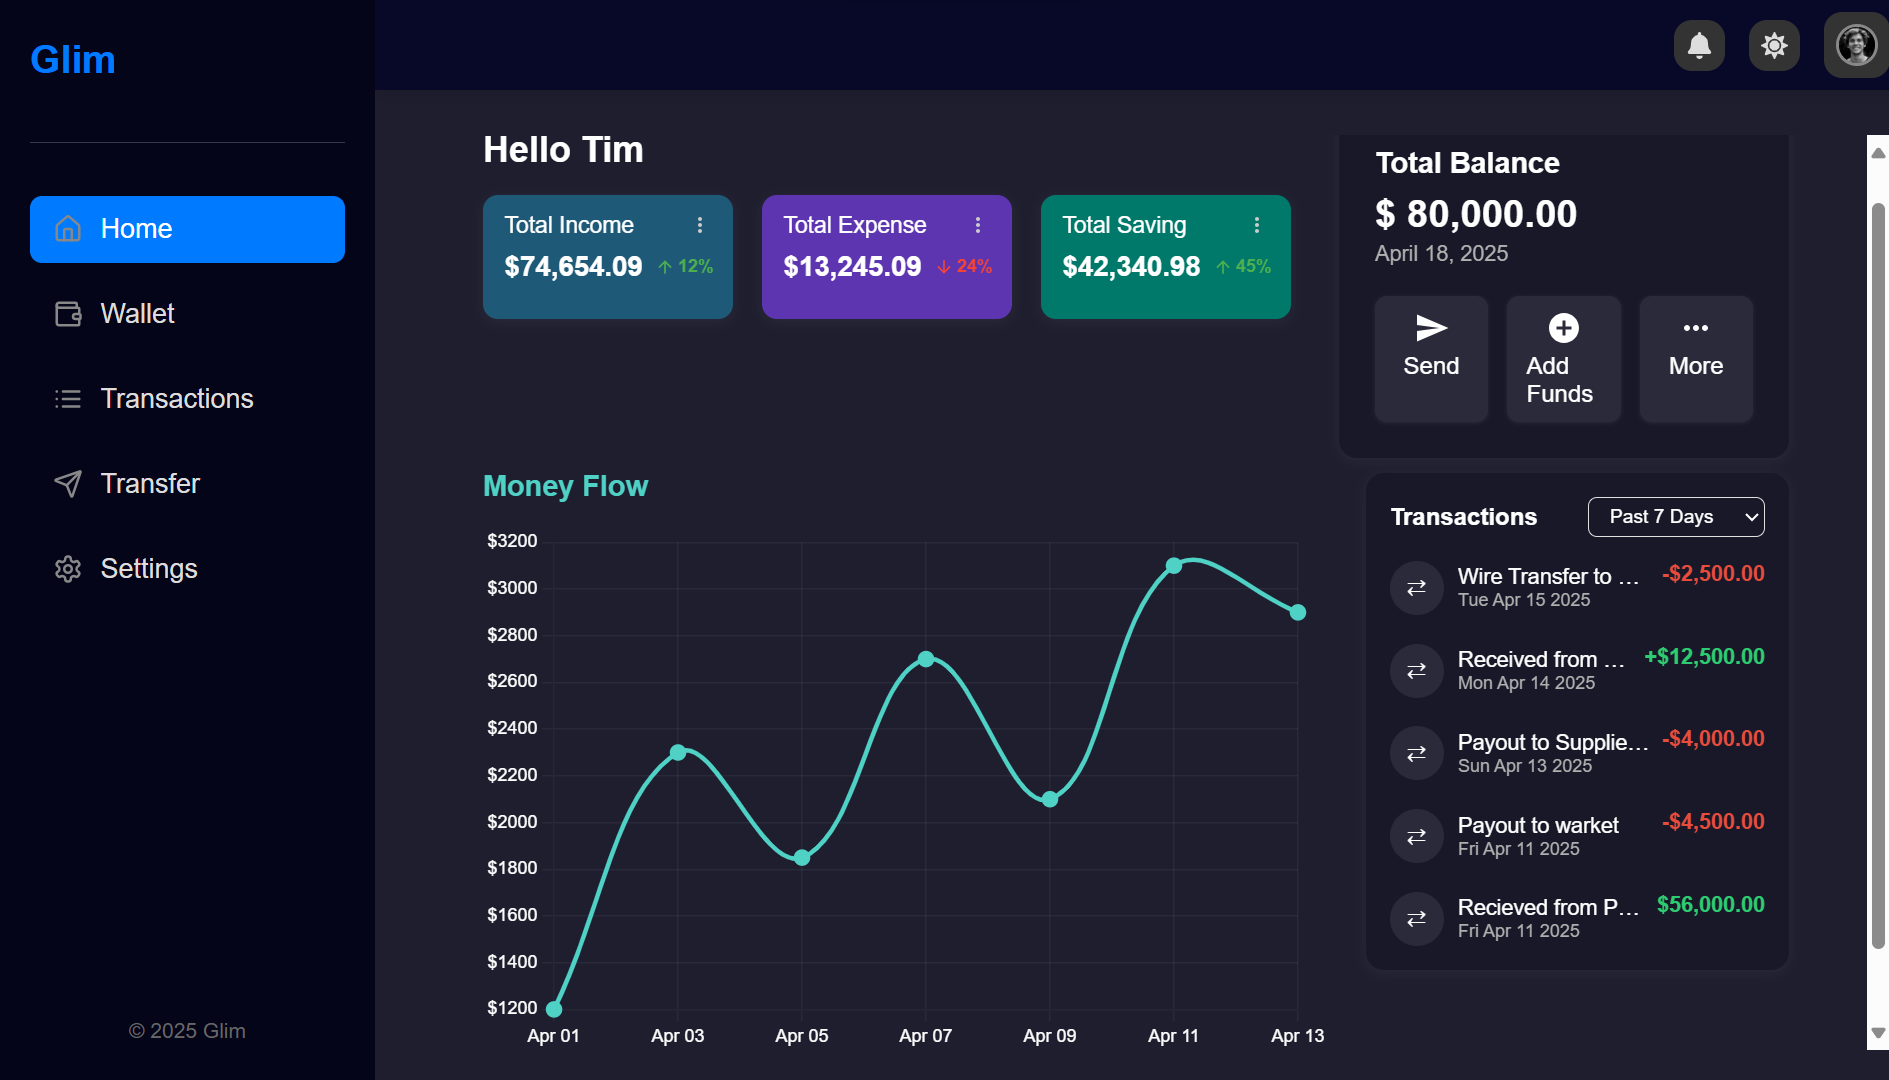 Glim
Home
Wallet
Transactions
Transfer
Settings
© 2025 Glim
Hello Tim
Total Income
$74,654.09 12%
Total Expense
$13,245.09 24%
Total Saving
$42,340.98 45%
Money Flow
$3200
$3000
$2800
$2600
$2400
$2200
$2000
$1800
$1600
$1400
$1200
Apr 01 Apr 03 Apr 05 Apr 07 Apr 09 Apr 11 Apr 13
Total Balance
$ 80,000.00
April 18, 2025
Send
Add
Funds
More
Transactions
Past 7 Days
Wire Transfer to ... -$2,500.00
Tue Apr 15 2025
Received from ... +$12,500.00
Mon Apr 14 2025
Payout to Supplie... -$4,000.00
Sun Apr 13 2025
Payout to warket -$4,500.00
Fri Apr 11 2025
Recieved from P... $56,000.00
Fri Apr 11 2025